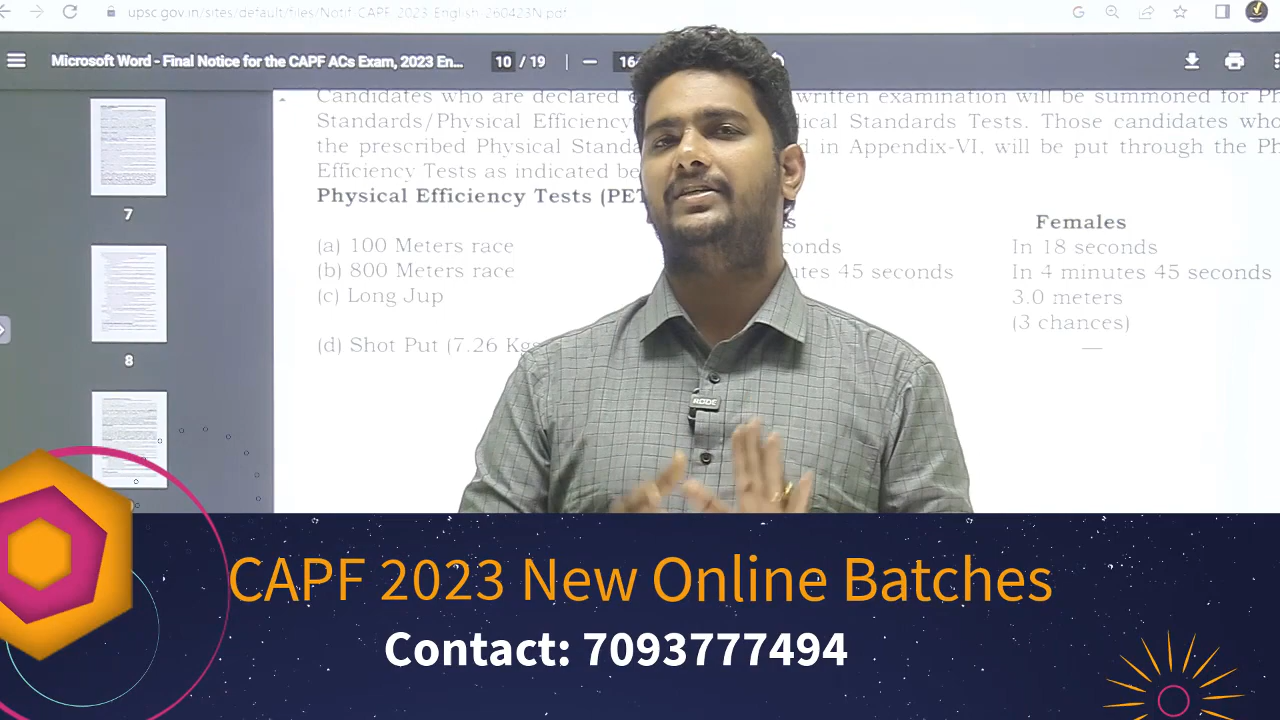 upsc.gov.in/sites/default/files/Notif-CAPF-2023-English-260423N.pdf
Microsoft Word - Final Notice for the CAPF ACs Exam, 2023 En...
10 / 19
16
Candidates who are declared written examination will be summoned for Ph
Standards/Physical Efficiency Standards Tests. Those candidates who
the prescribed Physical Standa in Appendix-VI, will be put through the Ph
Efficiency Tests as in be
Physical Efficiency Tests (PET
s Females
(a) 100 Meters race conds In 18 seconds
(b) 800 Meters race 45 seconds In 4 minutes 45 seconds
(c) Long Jup 3.0 meters
(3 chances)
(d) Shot Put (7.26 Kgs —
7
8
RODE
CAPF 2023 New Online Batches
Contact: 7093777494